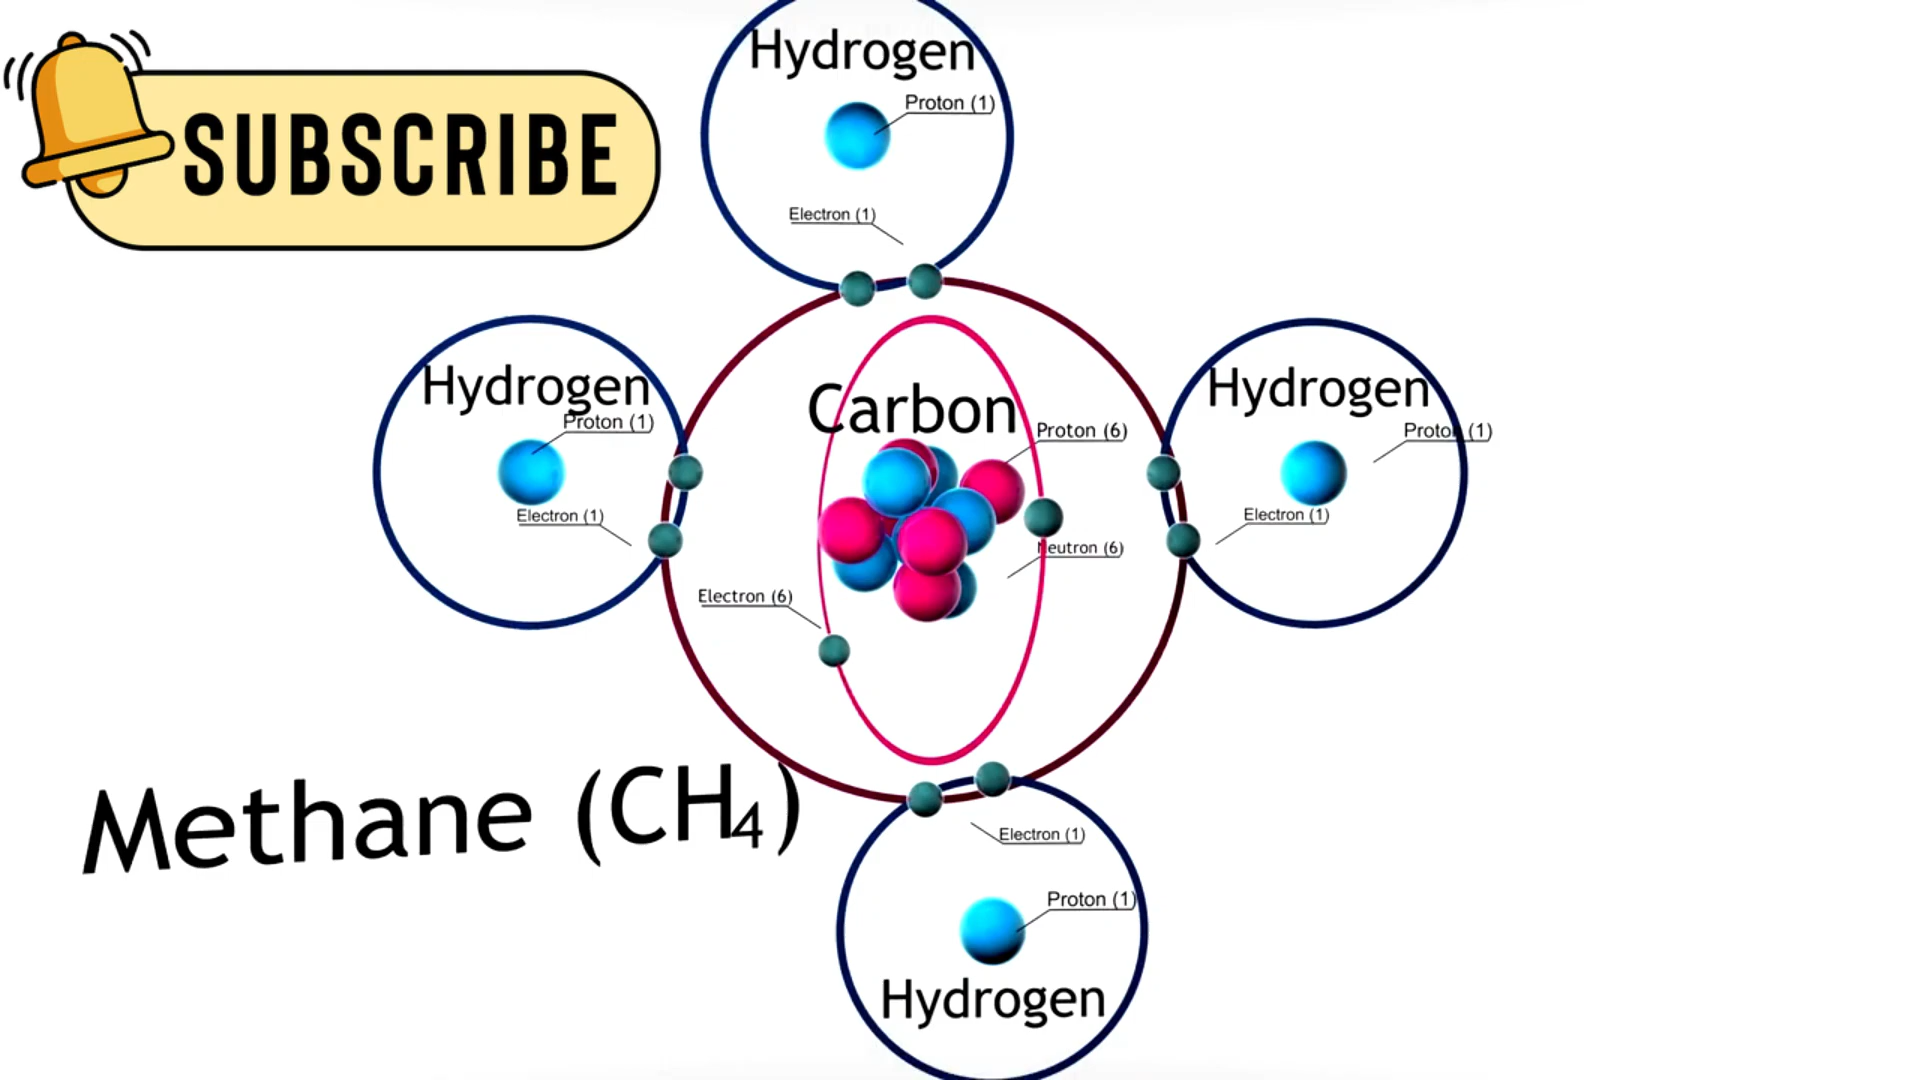 SUBSCRIBE
Hydrogen
Proton (1)
Electron (1)
Hydrogen
Proton (1)
Electron (1)
Carbon
Proton (6)
Neutron (6)
Electron (6)
Hydrogen
Proton (1)
Electron (1)
Methane (CH₄)
Electron (1)
Proton (1)
Hydrogen